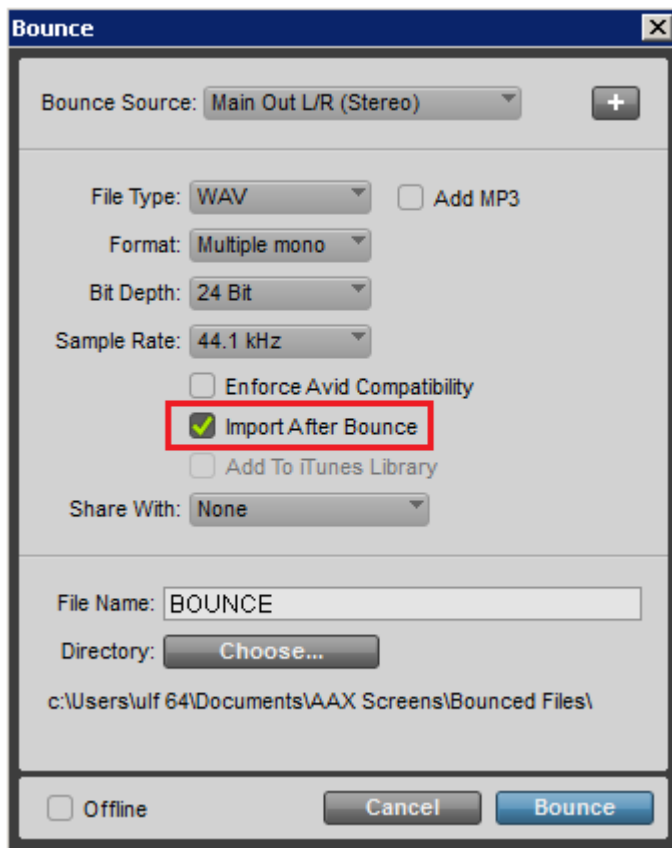 Bounce
Bounce Source: Main Out L/R (Stereo) +
File Type: WAV Add MP3
Format: Multiple mono
Bit Depth: 24 Bit
Sample Rate: 44.1 kHz
Enforce Avid Compatibility
Import After Bounce
Add To iTunes Library
Share With: None
File Name: BOUNCE
Directory: Choose...
c:\Users\ulf 64\Documents\AAX Screens\Bounced Files\
Offline Cancel Bounce